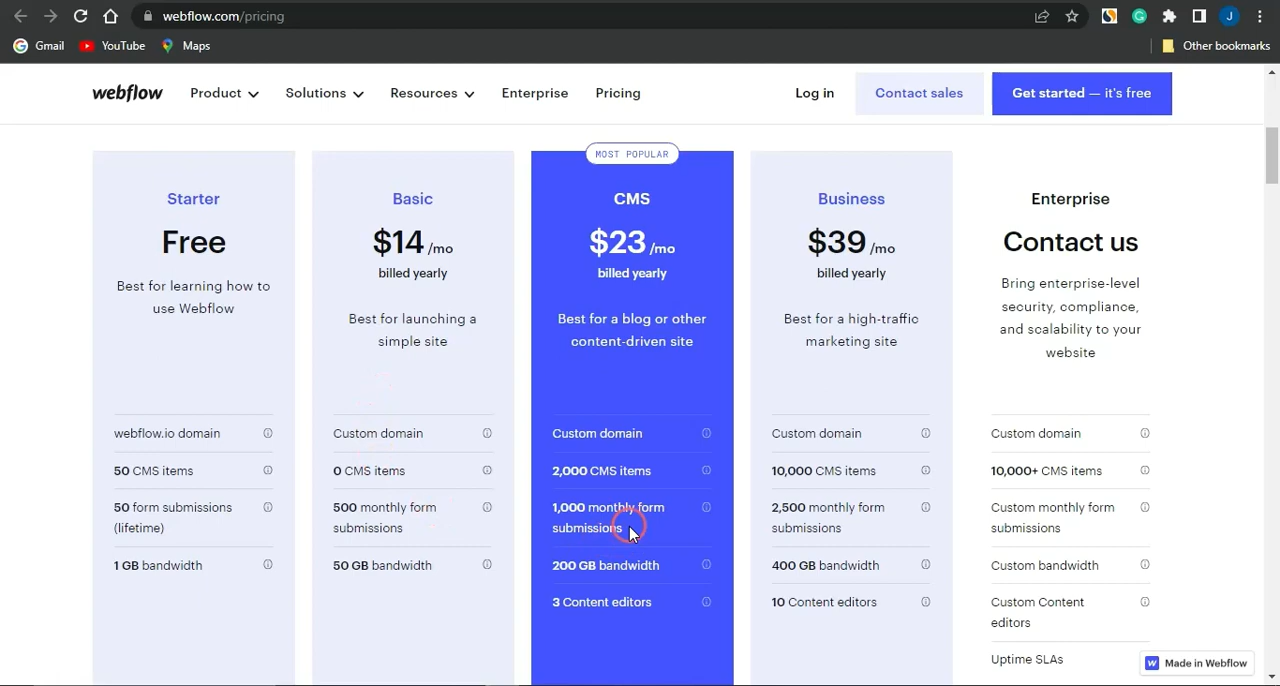 webflow.com/pricing
J
Gmail YouTube Maps Other bookmarks
webflow Product Solutions Resources Enterprise Pricing Log in Contact sales Get started — it's free
MOST POPULAR
Starter
Free
Best for learning how to
use Webflow
webflow.io domain
50 CMS items
50 form submissions
(lifetime)
1 GB bandwidth
Basic
$14 /mo
billed yearly
Best for launching a
simple site
Custom domain
0 CMS items
500 monthly form
submissions
50 GB bandwidth
CMS
$23 /mo
billed yearly
Best for a blog or other
content-driven site
Custom domain
2,000 CMS items
1,000 monthly form
submissions
200 GB bandwidth
3 Content editors
Business
$39 /mo
billed yearly
Best for a high-traffic
marketing site
Custom domain
10,000 CMS items
2,500 monthly form
submissions
400 GB bandwidth
10 Content editors
Enterprise
Contact us
Bring enterprise-level
security, compliance,
and scalability to your
website
Custom domain
10,000+ CMS items
Custom monthly form
submissions
Custom bandwidth
Custom Content
editors
Uptime SLAs
Made in Webflow